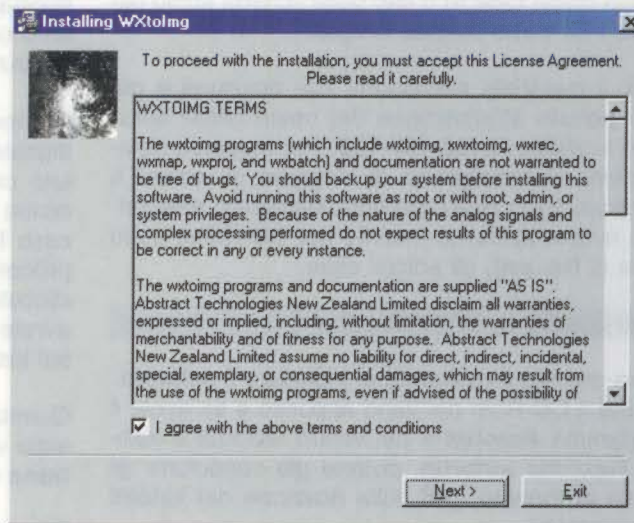 Installing WXtoImg
To proceed with the installation, you must accept this License Agreement.
Please read it carefully.
WXTOIMG TERMS
The wxtoimg programs (which include wxtoimg, xwxtoimg, wxrec,
wxmap, wxproj, and wxbatch) and documentation are not warranted to
be free of bugs. You should backup your system before installing this
software. Avoid running this software as root or with root, admin, or
system privileges. Because of the nature of the analog signals and
complex processing performed do not expect results of this program to
be correct in any or every instance.
The wxtoimg programs and documentation are supplied "AS IS".
Abstract Technologies New Zealand Limited disclaim all warranties,
expressed or implied, including, without limitation, the warranties of
merchantability and of fitness for any purpose. Abstract Technologies
New Zealand Limited assume no liability for direct, indirect, incidental,
special, exemplary, or consequential damages, which may result from
the use of the wxtoimg programs, even if advised of the possibility of
I agree with the above terms and conditions
Next >
Exit